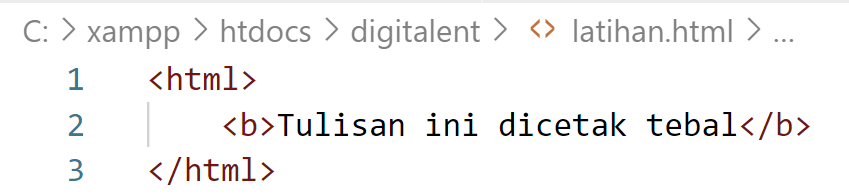 C: > xampp > htdocs > digitalent > <> latihan.html > ...
1 <html>
2     <b>Tulisan ini dicetak tebal</b>
3 </html>